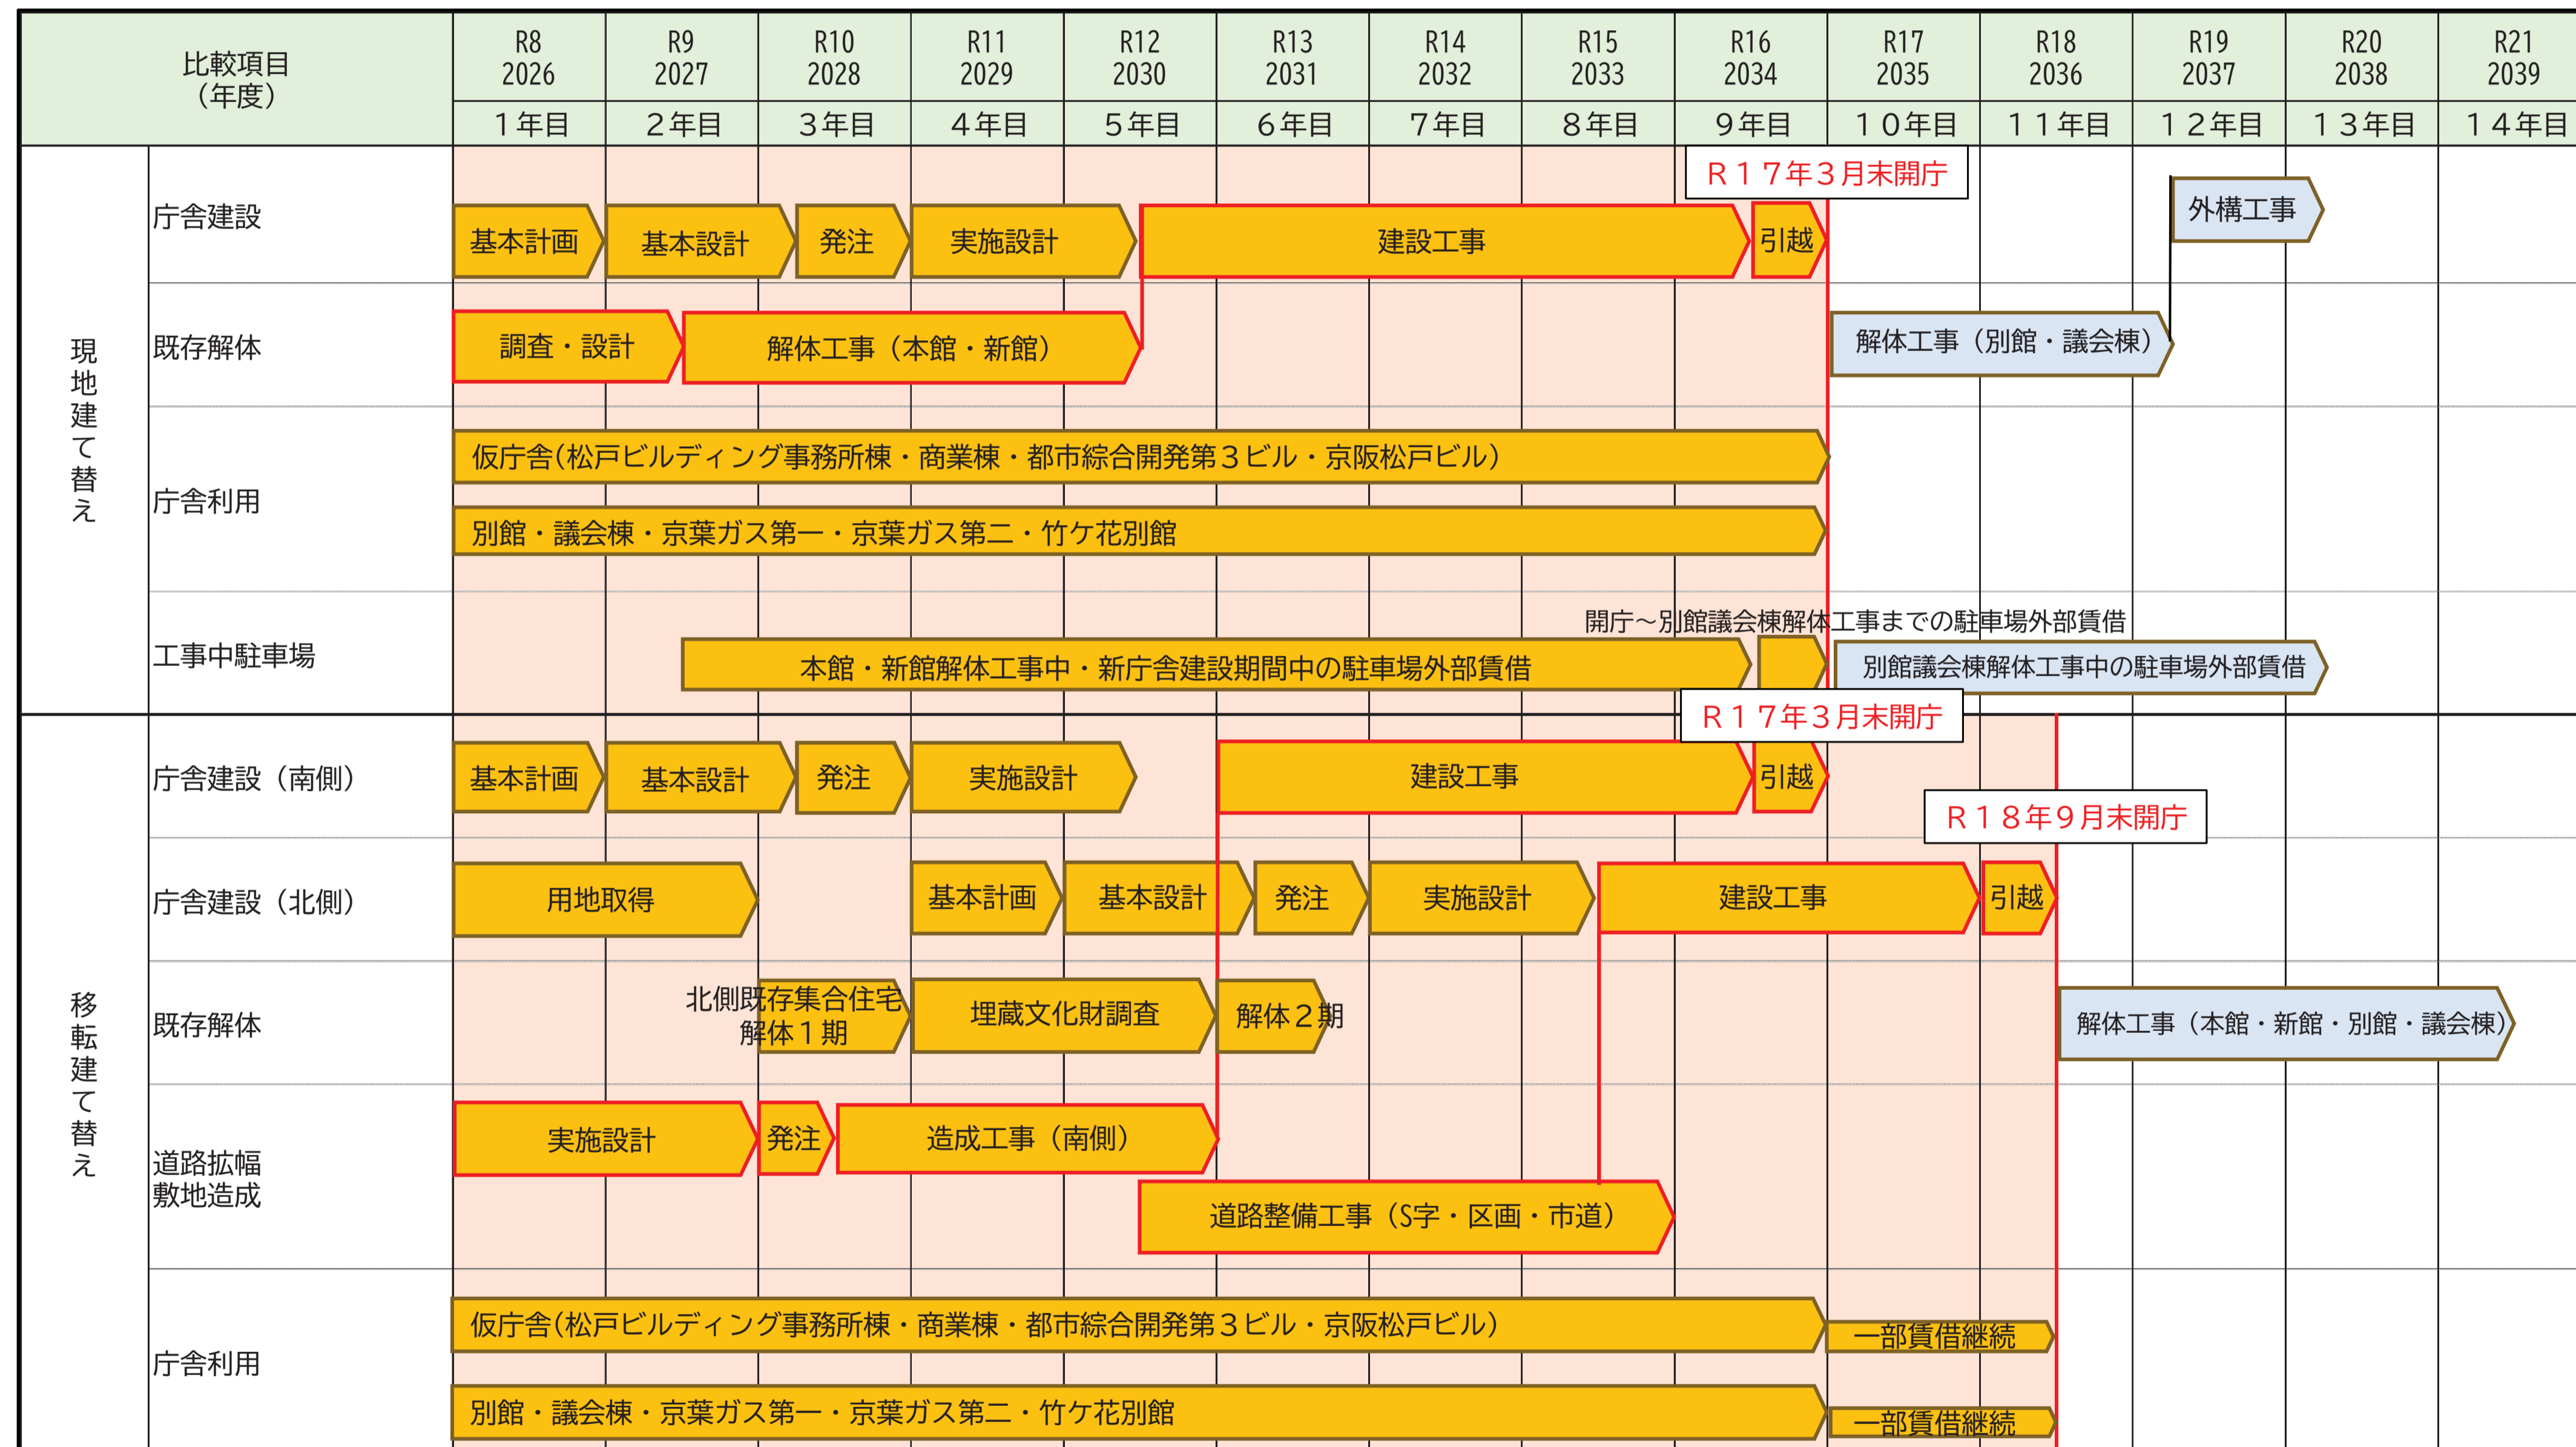 比較項目
（年度）
R8
2026
R9
2027
R10
2028
R11
2029
R12
2030
R13
2031
R14
2032
R15
2033
R16
2034
R17
2035
R18
2036
R19
2037
R20
2038
R21
2039
１年目
２年目
３年目
４年目
５年目
６年目
７年目
８年目
９年目
１０年目
１１年目
１２年目
１３年目
１４年目
現地建て替え
庁舎建設
基本計画
基本設計
発注
実施設計
建設工事
引越
Ｒ１７年３月末開庁
外構工事
既存解体
調査・設計
解体工事（本館・新館）
解体工事（別館・議会棟）
庁舎利用
仮庁舎(松戸ビルディング事務所棟・商業棟・都市綜合開発第３ビル・京阪松戸ビル）
別館・議会棟・京葉ガス第一・京葉ガス第二・竹ケ花別館
工事中駐車場
開庁～別館議会棟解体工事までの駐車場外部賃借
本館・新館解体工事中・新庁舎建設期間中の駐車場外部賃借
別館議会棟解体工事中の駐車場外部賃借
移転建て替え
庁舎建設（南側）
基本計画
基本設計
発注
実施設計
建設工事
引越
Ｒ１７年３月末開庁
庁舎建設（北側）
用地取得
基本計画
基本設計
発注
実施設計
建設工事
引越
Ｒ１８年９月末開庁
既存解体
北側既存集合住宅
解体１期
埋蔵文化財調査
解体２期
解体工事（本館・新館・別館・議会棟）
道路拡幅
敷地造成
実施設計
発注
造成工事（南側）
道路整備工事（S字・区画・市道）
庁舎利用
仮庁舎(松戸ビルディング事務所棟・商業棟・都市綜合開発第３ビル・京阪松戸ビル）
一部賃借継続
別館・議会棟・京葉ガス第一・京葉ガス第二・竹ケ花別館
一部賃借継続